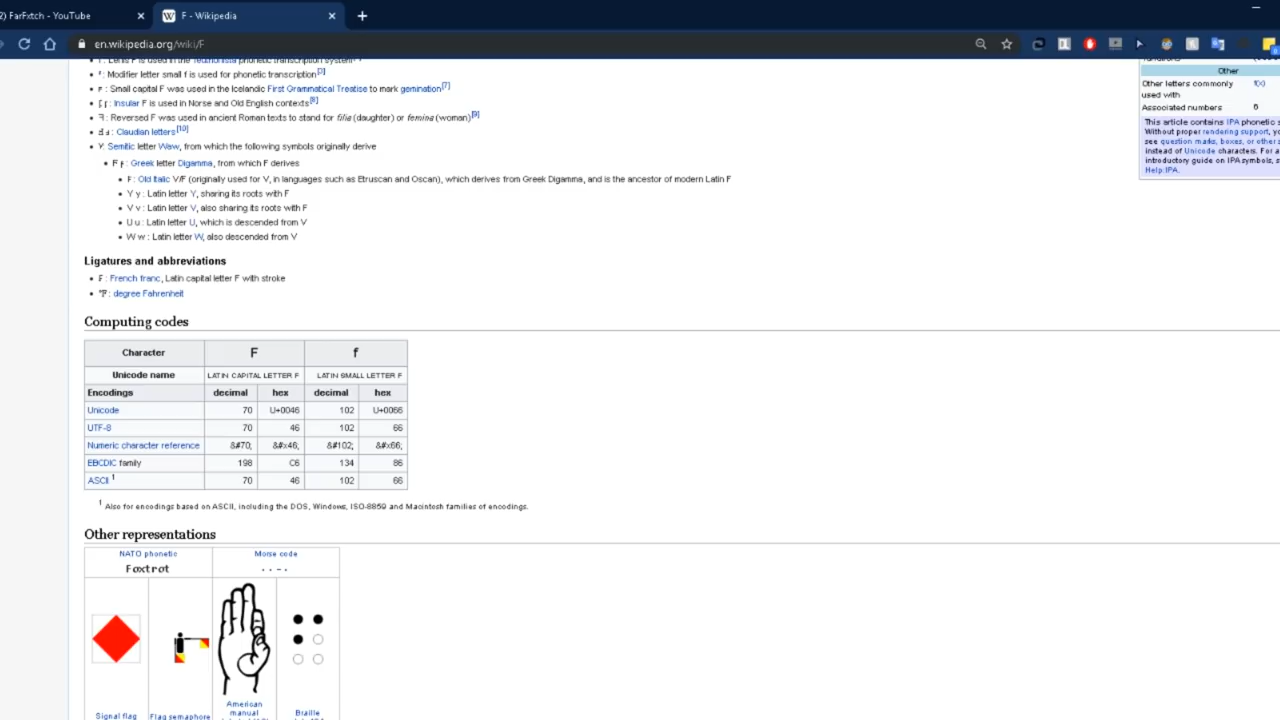 2) FarFxtch - YouTube
F - Wikipedia
en.wikipedia.org/wiki/F
Modifier letter small f is used for phonetic transcription[3]
Small capital F was used in the Icelandic First Grammatical Treatise to mark gemination[7]
Insular F is used in Norse and Old English contexts[8]
ꟻ : Reversed F was used in ancient Roman texts to stand for filia (daughter) or femina (woman)[9]
Claudian letters[10]
Semitic letter Waw, from which the following symbols originally derive
Ϝ ϝ : Greek letter Digamma, from which F derives
Old Italic V/F (originally used for V, in languages such as Etruscan and Oscan), which derives from Greek Digamma, and is the ancestor of modern Latin F
Y y : Latin letter Y, sharing its roots with F
V v : Latin letter V, also sharing its roots with F
U u : Latin letter U, which is descended from V
W w : Latin letter W, also descended from V
Ligatures and abbreviations
₣ : French franc, Latin capital letter F with stroke
℉ : degree Fahrenheit
Computing codes
Character F f
Unicode name LATIN CAPITAL LETTER F LATIN SMALL LETTER F
Encodings decimal hex decimal hex
Unicode 70 U+0046 102 U+0066
UTF-8 70 46 102 66
Numeric character reference &#70; &#x46; &#102; &#x66;
EBCDIC family 198 C6 134 86
ASCII 1 70 46 102 66
1 Also for encodings based on ASCII, including the DOS, Windows, ISO-8859 and Macintosh families of encodings.
Other representations
NATO phonetic Morse code
Foxtrot ··–·
Signal flag Flag semaphore American manual Braille
Other
Other letters commonly used with f(x)
Associated numbers 6
This article contains IPA phonetic s
Without proper rendering support, yo
see question marks, boxes, or other s
instead of Unicode characters. For a
introductory guide on IPA symbols, s
Help:IPA.